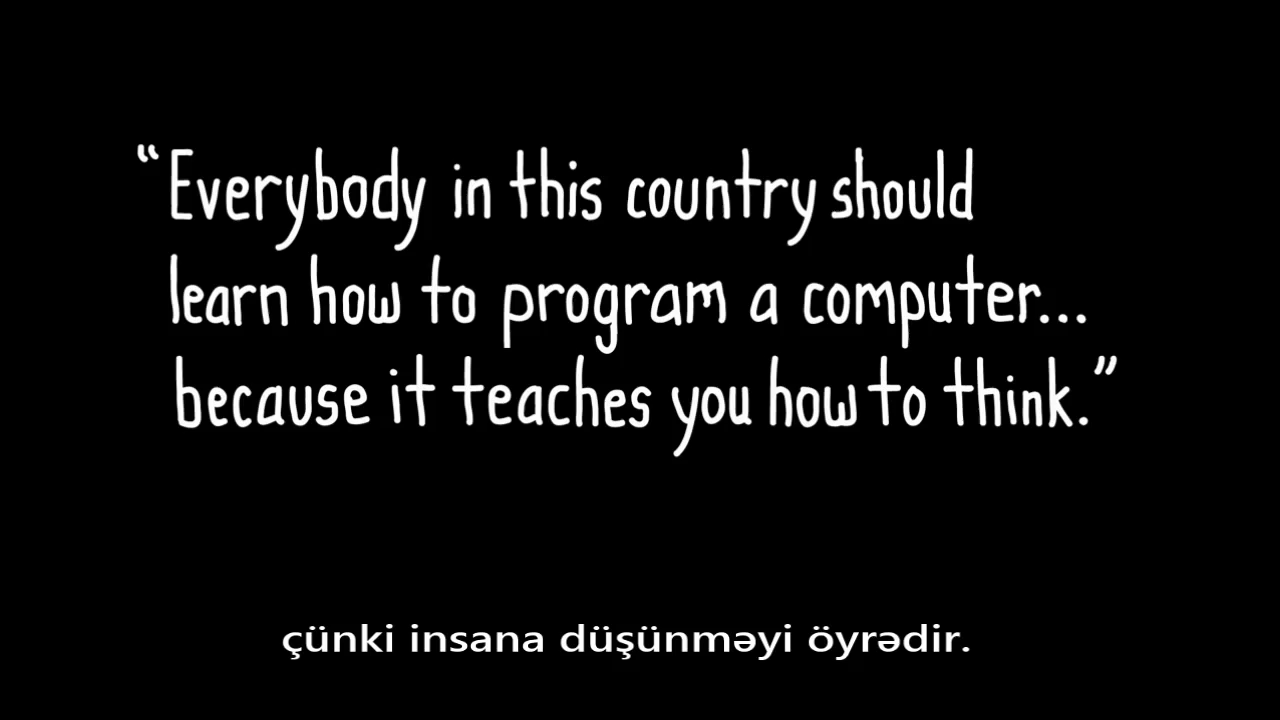 “Everybody in this country should
learn how to program a computer...
because it teaches you how to think.”
çünki insana düşünməyi öyrədir.